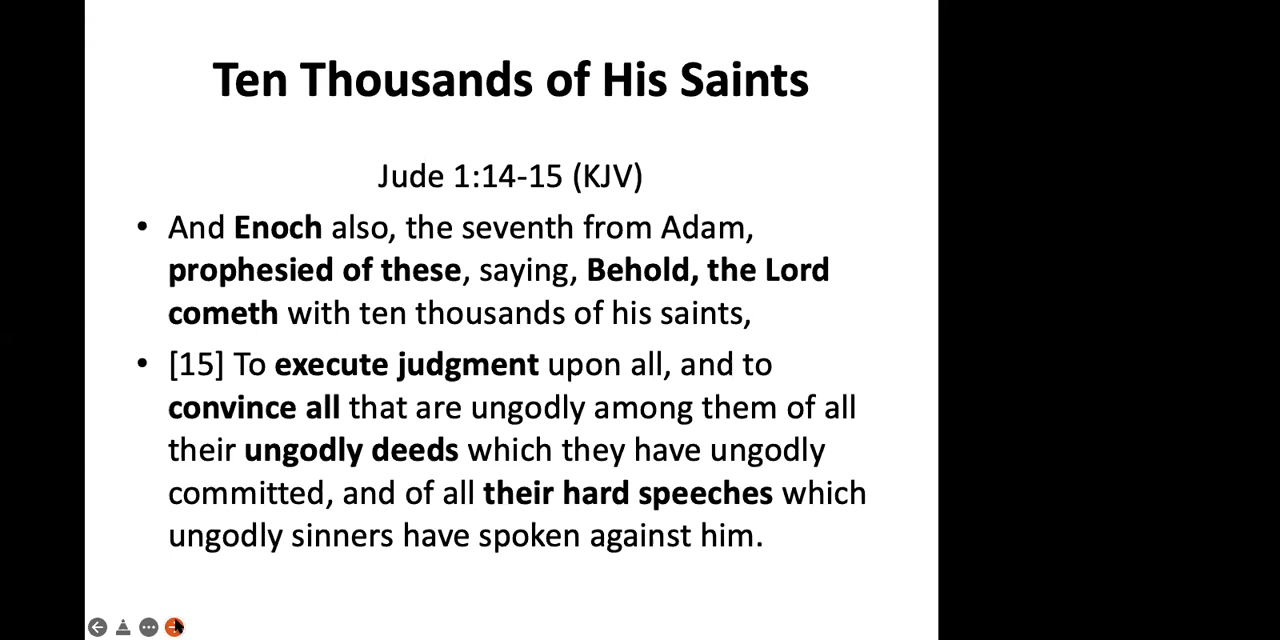 Ten Thousands of His Saints
Jude 1:14-15 (KJV)
• And Enoch also, the seventh from Adam,
prophesied of these, saying, Behold, the Lord
cometh with ten thousands of his saints,
• [15] To execute judgment upon all, and to
convince all that are ungodly among them of all
their ungodly deeds which they have ungodly
committed, and of all their hard speeches which
ungodly sinners have spoken against him.